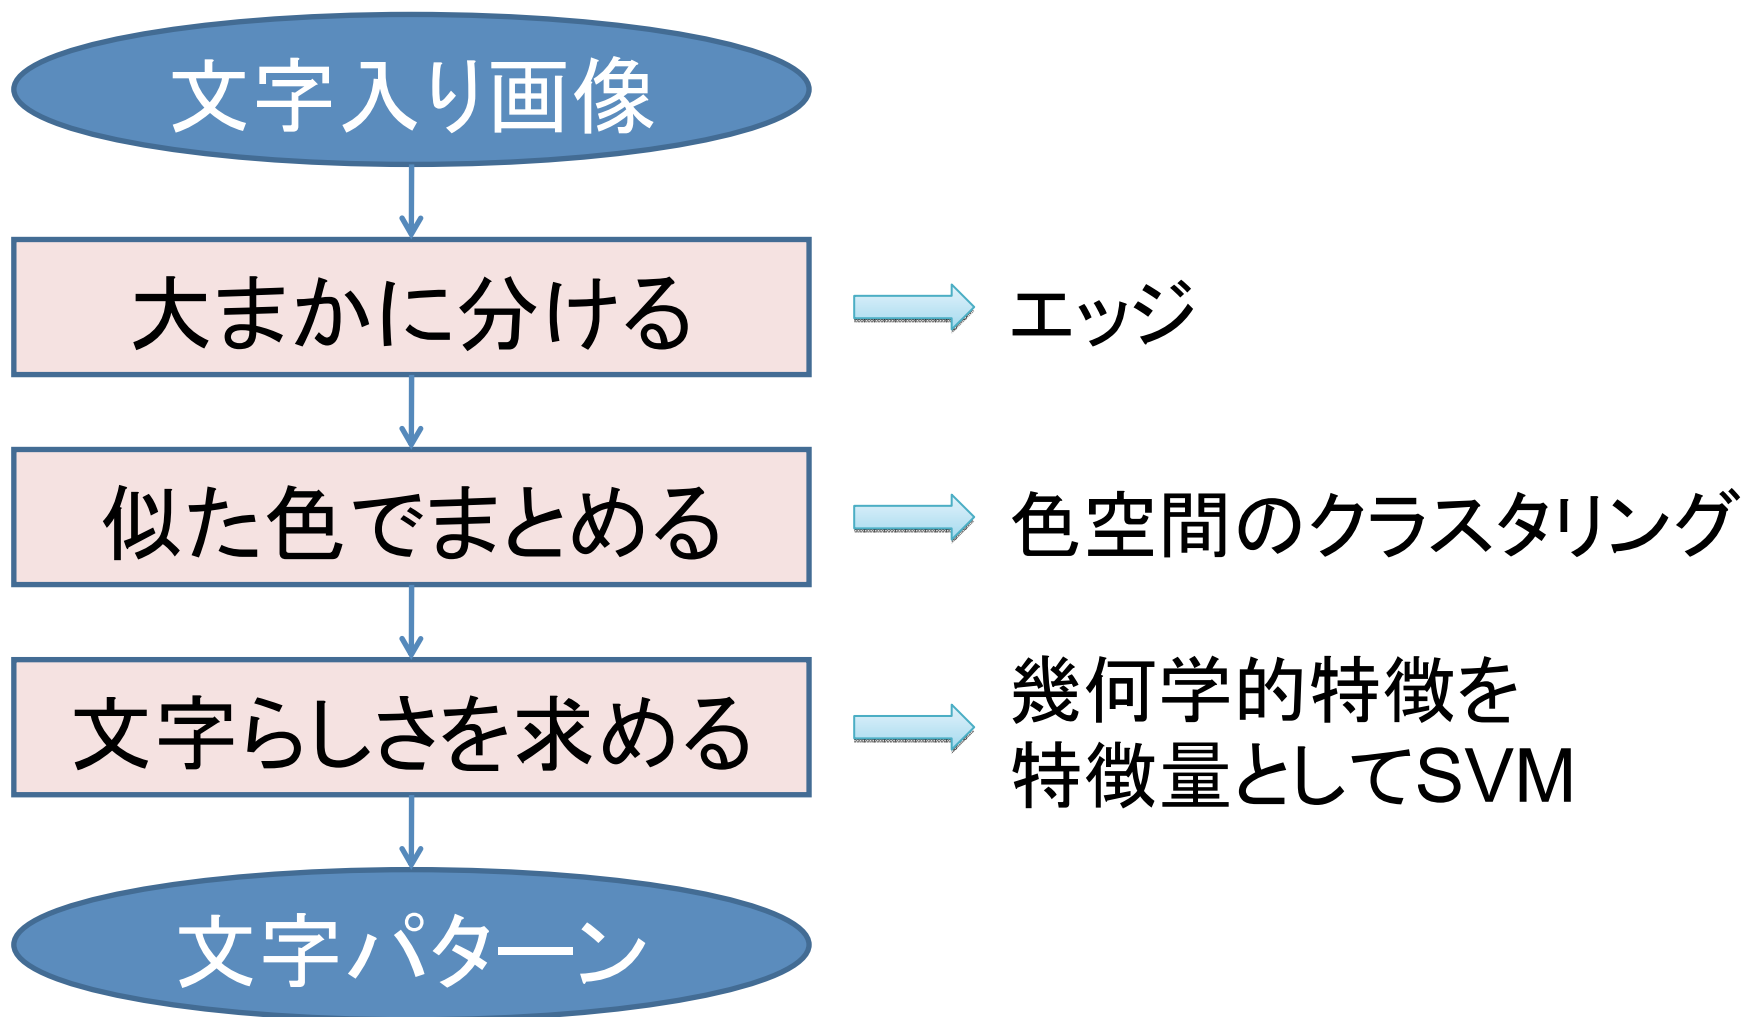 文字入り画像
大まかに分ける
エッジ
似た色でまとめる
色空間のクラスタリング
文字らしさを求める
幾何学的特徴を
特徴量としてSVM
文字パターン